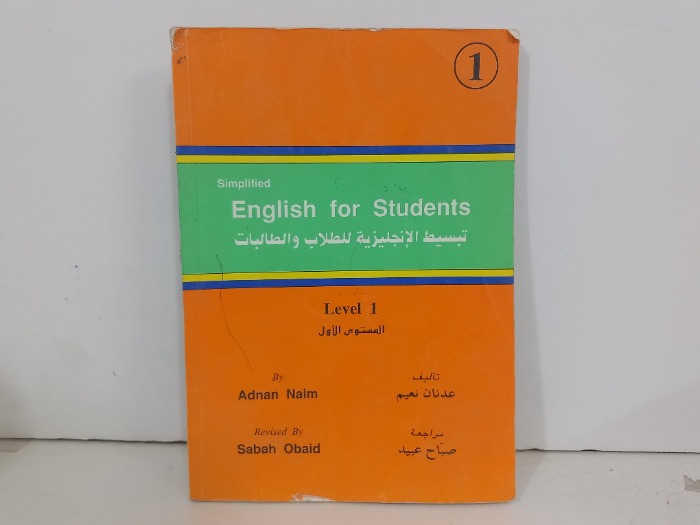 1
Simplified
English for Students
تبسيط الإنجليزية للطلاب والطالبات
Level 1
المستوى الأول
By
Adnan Naim
تأليف
عدنان نعيم
Revised By
Sabah Obaid
مراجعة
صباح عبيد